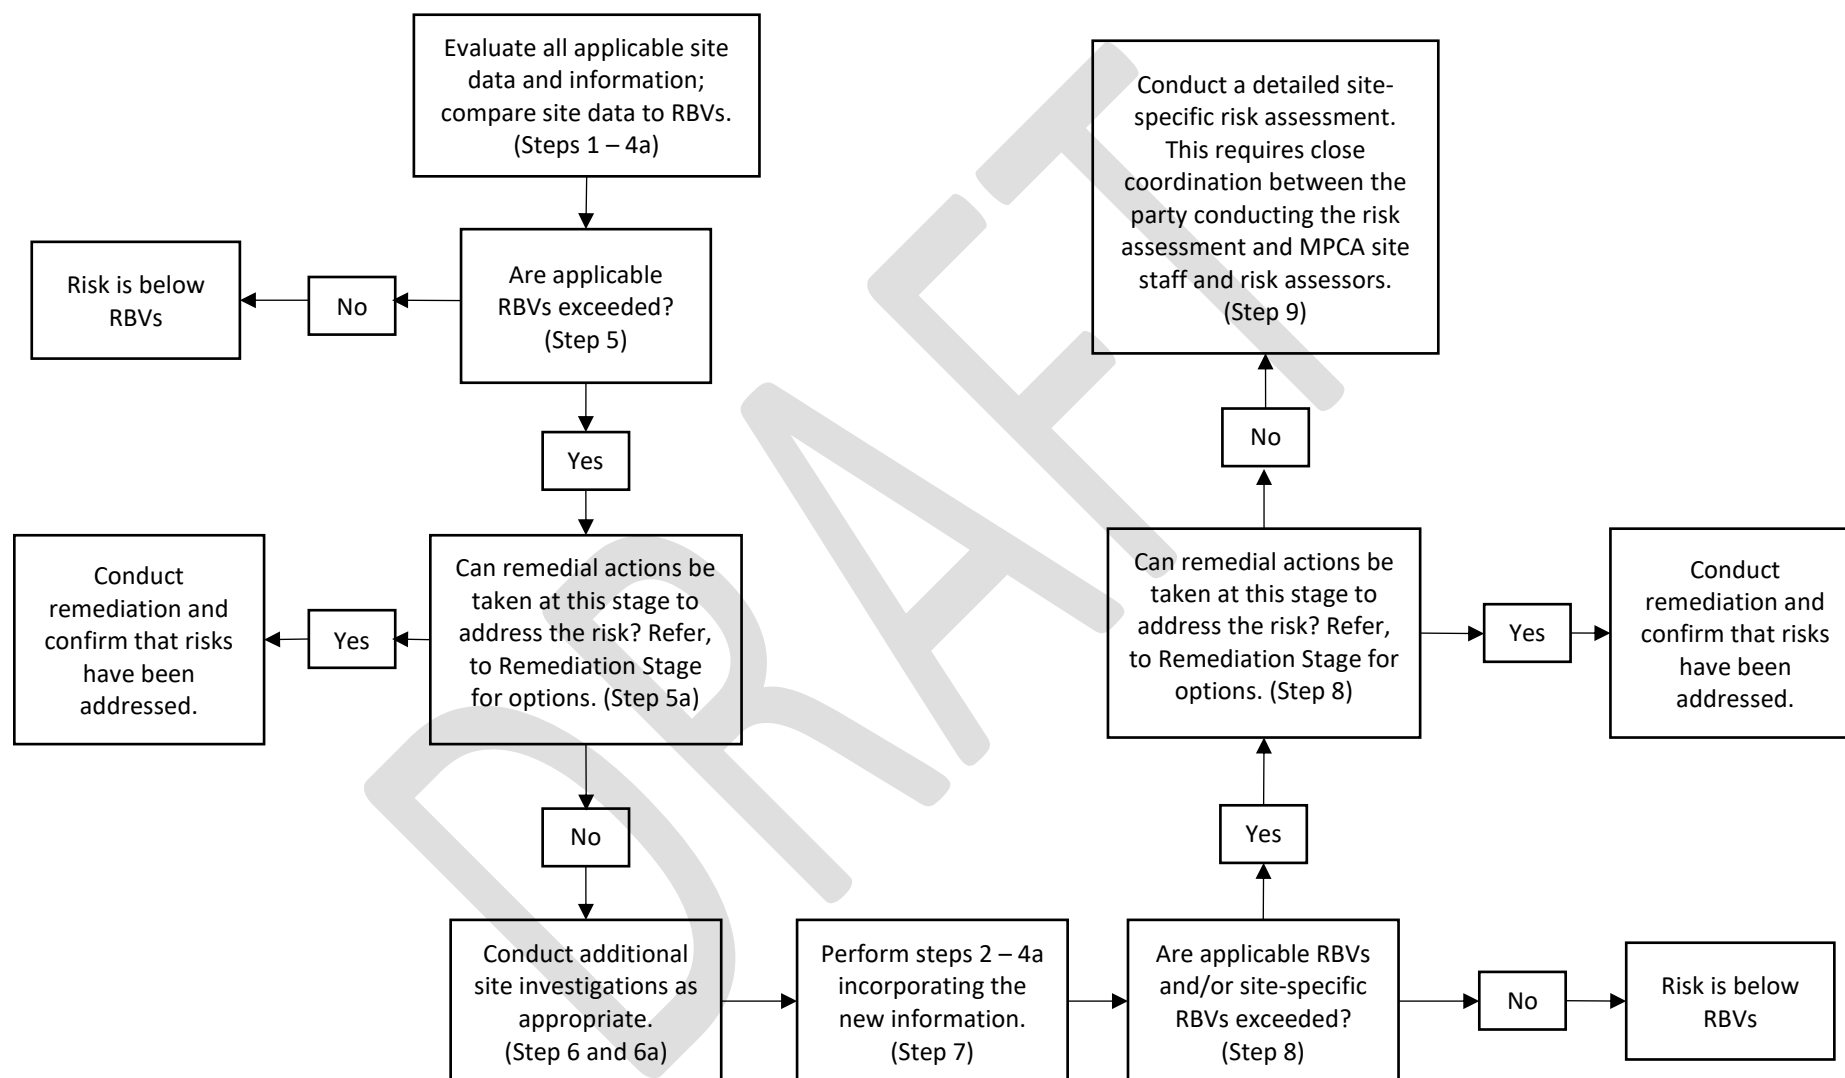 Evaluate all applicable site
data and information;
compare site data to RBVs.
(Steps 1 – 4a)
Are applicable
RBVs exceeded?
(Step 5)
No
Risk is below
RBVs
Yes
Can remedial actions be
taken at this stage to
address the risk? Refer,
to Remediation Stage
for options. (Step 5a)
Yes
Conduct
remediation and
confirm that risks
have been
addressed.
No
Conduct additional
site investigations as
appropriate.
(Step 6 and 6a)
Perform steps 2 – 4a
incorporating the
new information.
(Step 7)
Are applicable RBVs
and/or site-specific
RBVs exceeded?
(Step 8)
No
Risk is below
RBVs
Yes
Can remedial actions be
taken at this stage to
address the risk? Refer,
to Remediation Stage for
options. (Step 8)
Yes
Conduct
remediation and
confirm that risks
have been
addressed.
No
Conduct a detailed site-
specific risk assessment.
This requires close
coordination between the
party conducting the risk
assessment and MPCA site
staff and risk assessors.
(Step 9)
DRAFT